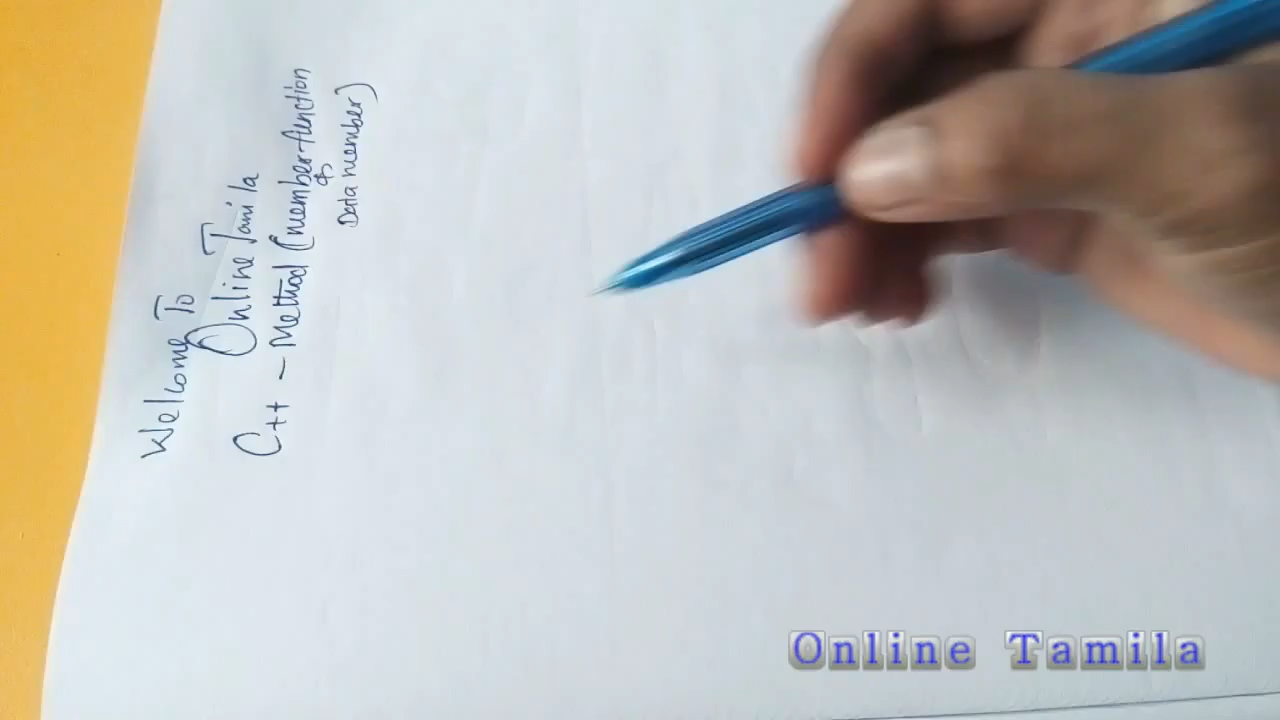 Welcome To
Online Tamila
C++ - Method (member function
&
Data member)
Online Tamila